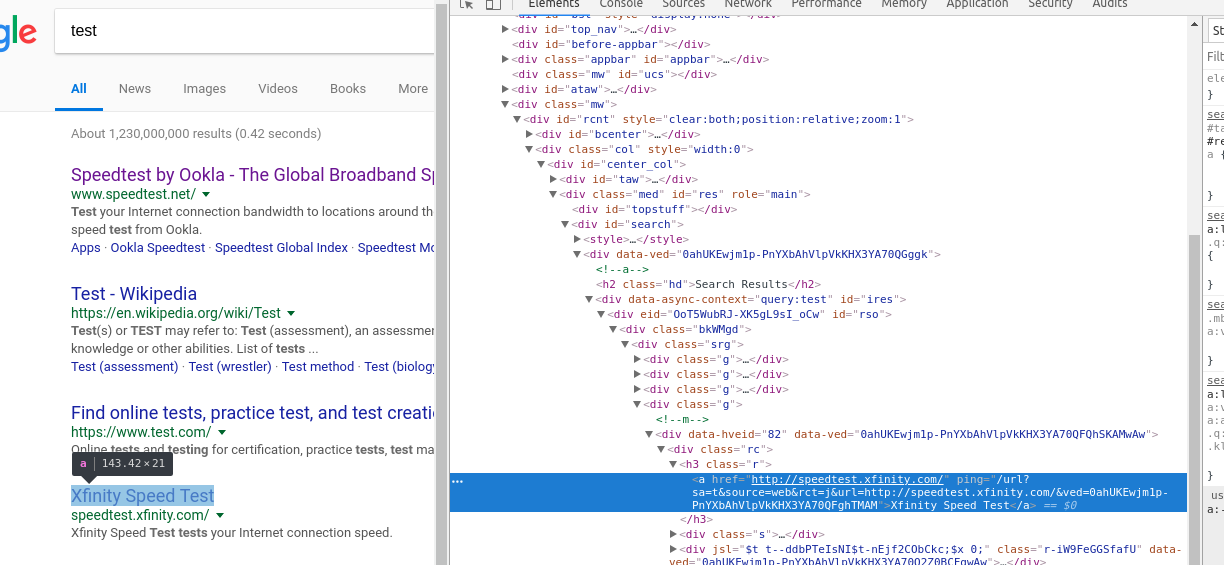 Elements Console Sources Network Performance Memory Application Security Audits
gle
test
All News Images Videos Books More
About 1,230,000,000 results (0.42 seconds)
Speedtest by Ookla - The Global Broadband Sp
www.speedtest.net/
Test your Internet connection bandwidth to locations around th
speed test from Ookla.
Apps · Ookla Speedtest · Speedtest Global Index · Speedtest Mo
Test - Wikipedia
https://en.wikipedia.org/wiki/Test
Test(s) or TEST may refer to: Test (assessment), an assessmen
knowledge or other abilities. List of tests ...
Test (assessment) · Test (wrestler) · Test method · Test (biology
Find online tests, practice test, and test creati
https://www.test.com/
Online tests and testing for certification, practice tests, test ma
a 143.42 × 21
Xfinity Speed Test
speedtest.xfinity.com/
Xfinity Speed Test tests your Internet connection speed.
<div id="top_nav">…</div>
<div id="before-appbar"></div>
<div class="appbar" id="appbar">…</div>
<div class="mw" id="ucs"></div>
<div id="ataw">…</div>
<div class="mw">
<div id="rcnt" style="clear:both;position:relative;zoom:1">
<div id="bcenter">…</div>
<div class="col" style="width:0">
<div id="center_col">
<div id="taw">…</div>
<div class="med" id="res" role="main">
<div id="topstuff"></div>
<div id="search">
<style>…</style>
<div data-ved="0ahUKEwjm1p-PnYXbAhVlpVkKHX3YA70QGggk">
<!--a-->
<h2 class="hd">Search Results</h2>
<div data-async-context="query:test" id="ires">
<div eid="OoT5WubRJ-XK5gL9sI_oCw" id="rso">
<div class="bkWMgd">
<div class="srg">
<div class="g">…</div>
<div class="g">…</div>
<div class="g">…</div>
<div class="g">
<!--m-->
<div data-hveid="82" data-ved="0ahUKEwjm1p-PnYXbAhVlpVkKHX3YA70QFQhSKAMwAw">
<div class="rc">
<h3 class="r">
<a href="http://speedtest.xfinity.com/" ping="/url?
sa=t&source=web&rct=j&url=http://speedtest.xfinity.com/&ved=0ahUKEwjm1p-
PnYXbAhVlpVkKHX3YA70QFghTMAM">Xfinity Speed Test</a> == $0
</h3>
<div class="s">…</div>
<div jsl="$t t--ddbPTeIsNI$t-nEjf2CObCkc;$x 0;" class="r-iW9FeGGSfafU" data-
St
Filt
ele
}
sea
#ta
#re
a {
}
sea
a:l
.q:
{
}
sea
.mb
a:v
}
sea
a:l
a:v
a:a
.q:
.kl
}
us
a:-